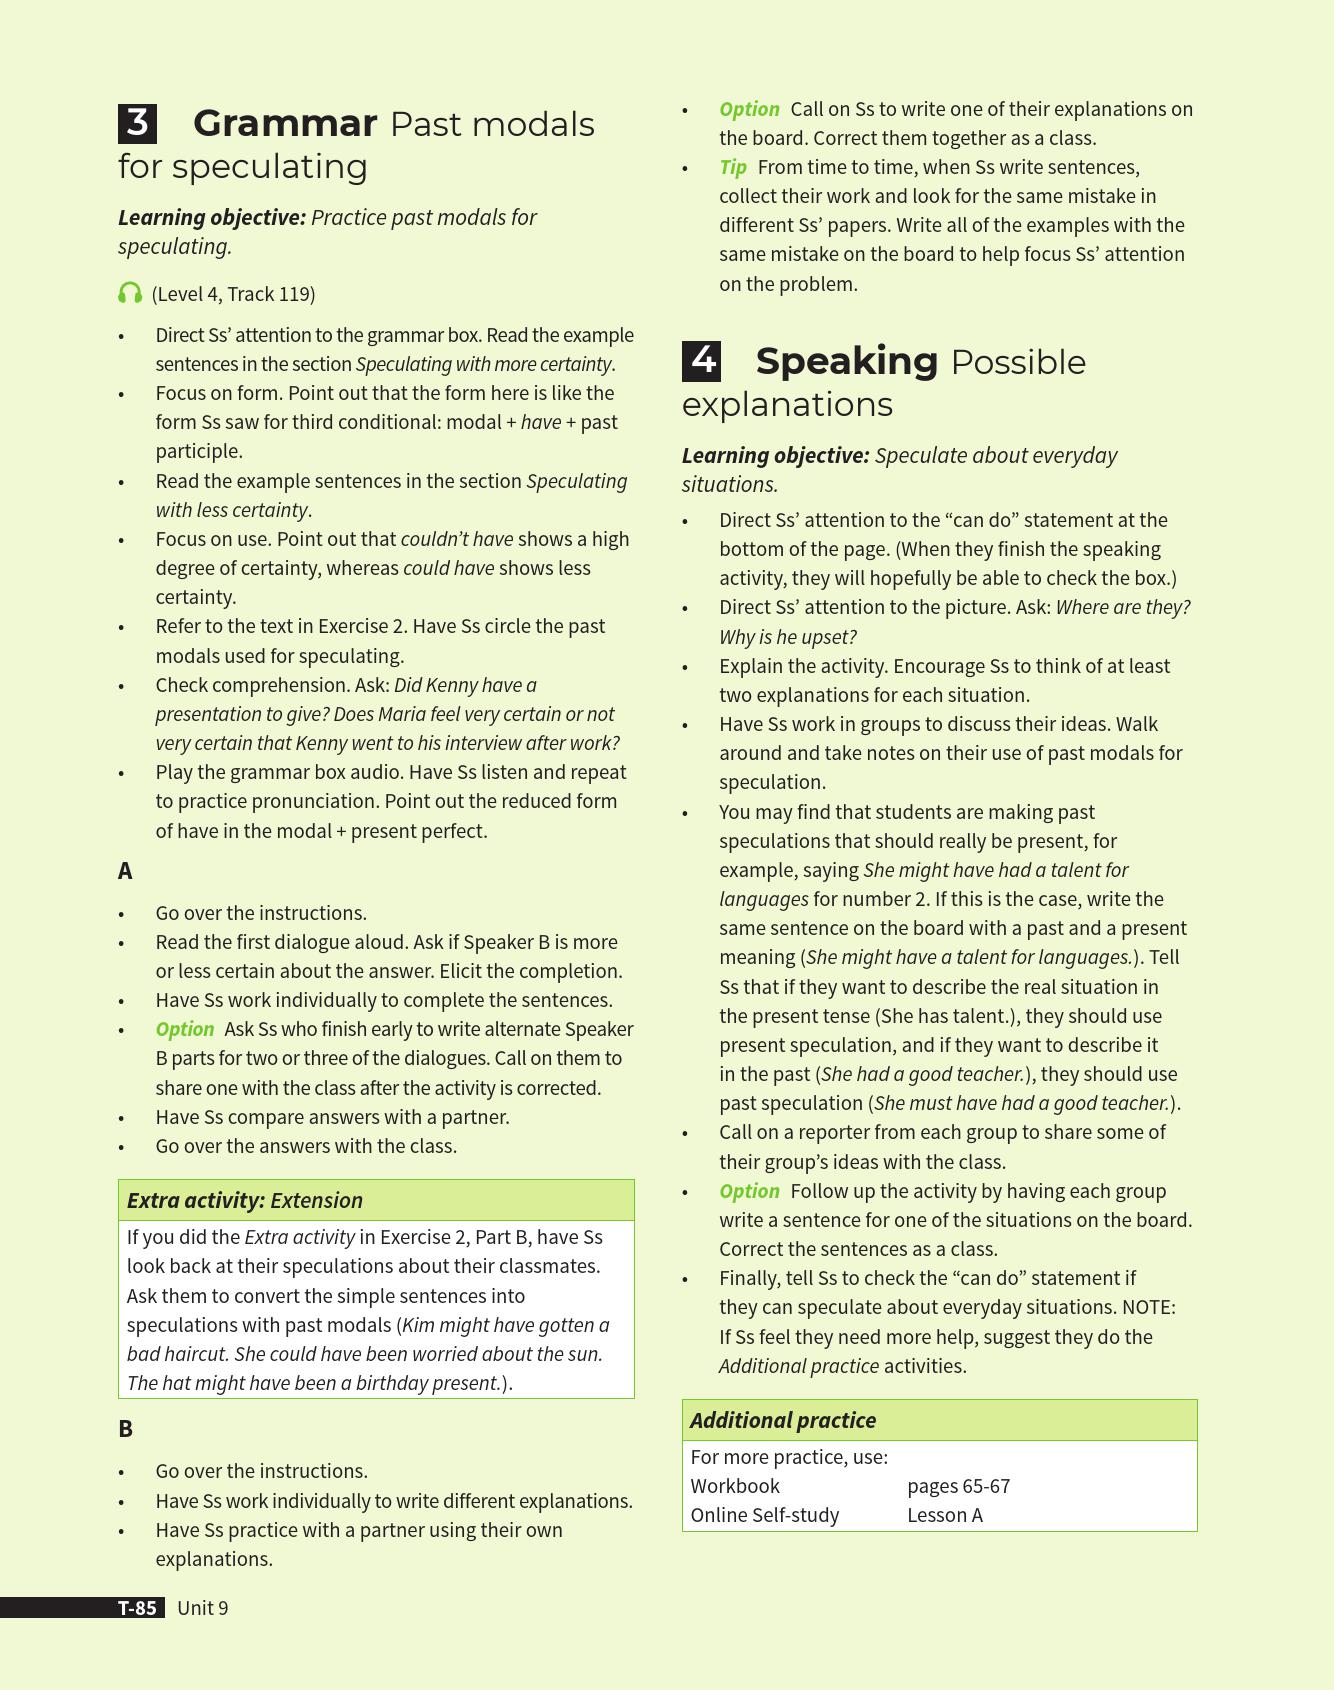 3 Grammar Past modals
for speculating
Learning objective: Practice past modals for
speculating.
(Level 4, Track 119)
• Direct Ss’ attention to the grammar box. Read the example
sentences in the section Speculating with more certainty.
• Focus on form. Point out that the form here is like the
form Ss saw for third conditional: modal + have + past
participle.
• Read the example sentences in the section Speculating
with less certainty.
• Focus on use. Point out that couldn’t have shows a high
degree of certainty, whereas could have shows less
certainty.
• Refer to the text in Exercise 2. Have Ss circle the past
modals used for speculating.
• Check comprehension. Ask: Did Kenny have a
presentation to give? Does Maria feel very certain or not
very certain that Kenny went to his interview after work?
• Play the grammar box audio. Have Ss listen and repeat
to practice pronunciation. Point out the reduced form
of have in the modal + present perfect.
A
• Go over the instructions.
• Read the first dialogue aloud. Ask if Speaker B is more
or less certain about the answer. Elicit the completion.
• Have Ss work individually to complete the sentences.
• Option Ask Ss who finish early to write alternate Speaker
B parts for two or three of the dialogues. Call on them to
share one with the class after the activity is corrected.
• Have Ss compare answers with a partner.
• Go over the answers with the class.
Extra activity: Extension
If you did the Extra activity in Exercise 2, Part B, have Ss
look back at their speculations about their classmates.
Ask them to convert the simple sentences into
speculations with past modals (Kim might have gotten a
bad haircut. She could have been worried about the sun.
The hat might have been a birthday present.).
B
• Go over the instructions.
• Have Ss work individually to write different explanations.
• Have Ss practice with a partner using their own
explanations.
• Option Call on Ss to write one of their explanations on
the board. Correct them together as a class.
• Tip From time to time, when Ss write sentences,
collect their work and look for the same mistake in
different Ss’ papers. Write all of the examples with the
same mistake on the board to help focus Ss’ attention
on the problem.
4 Speaking Possible
explanations
Learning objective: Speculate about everyday
situations.
• Direct Ss’ attention to the “can do” statement at the
bottom of the page. (When they finish the speaking
activity, they will hopefully be able to check the box.)
• Direct Ss’ attention to the picture. Ask: Where are they?
Why is he upset?
• Explain the activity. Encourage Ss to think of at least
two explanations for each situation.
• Have Ss work in groups to discuss their ideas. Walk
around and take notes on their use of past modals for
speculation.
• You may find that students are making past
speculations that should really be present, for
example, saying She might have had a talent for
languages for number 2. If this is the case, write the
same sentence on the board with a past and a present
meaning (She might have a talent for languages.). Tell
Ss that if they want to describe the real situation in
the present tense (She has talent.), they should use
present speculation, and if they want to describe it
in the past (She had a good teacher.), they should use
past speculation (She must have had a good teacher.).
• Call on a reporter from each group to share some of
their group’s ideas with the class.
• Option Follow up the activity by having each group
write a sentence for one of the situations on the board.
Correct the sentences as a class.
• Finally, tell Ss to check the “can do” statement if
they can speculate about everyday situations. NOTE:
If Ss feel they need more help, suggest they do the
Additional practice activities.
Additional practice
For more practice, use:
Workbook pages 65-67
Online Self-study Lesson A
T-85 Unit 9